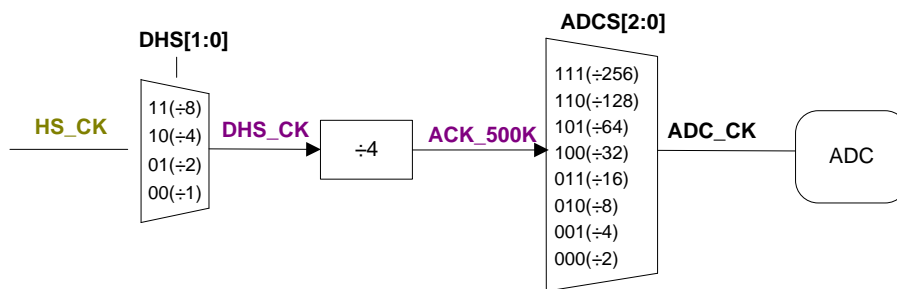 ADCS[2:0]
DHS[1:0]
111(÷256)
110(÷128)
101(÷64)
100(÷32)
011(÷16)
010(÷8)
001(÷4)
000(÷2)
11(÷8)
10(÷4)
01(÷2)
00(÷1)
HS_CK
DHS_CK
÷4
ACK_500K
ADC_CK
ADC